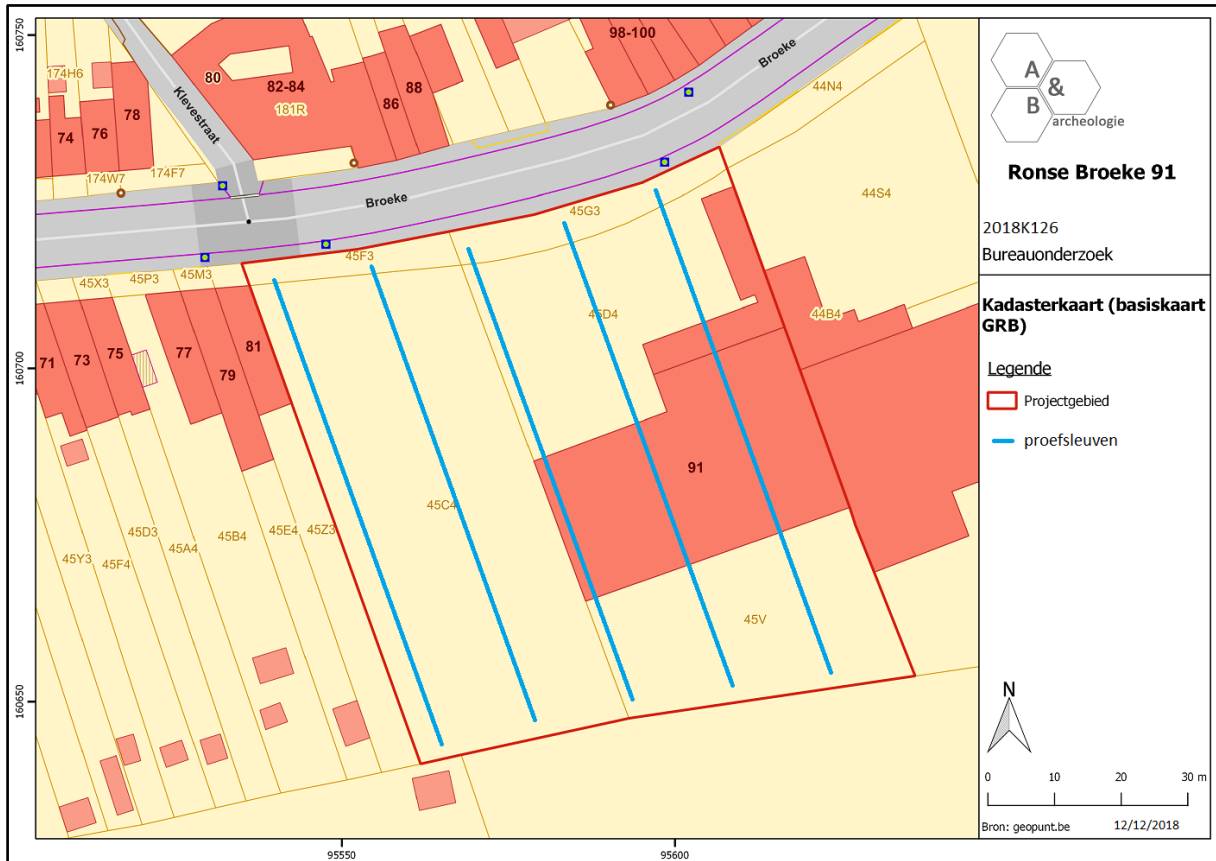 160750
160700
160650
95550
95600
174H6
74
76
78
174W7
174F7
Klevestraat
80
82-84
181R
86
88
98-100
Broeke
Broeke
44N4
44S4
45G3
45F3
45X3
45P3
45M3
71
73
75
77
79
81
45D4
44B4
91
45C4
45V
45Y3
45F4
45D3
45A4
45B4
45E4
45Z3
A
&
B
archeologie
Ronse Broeke 91
2018K126
Bureauonderzoek
Kadasterkaart (basiskaart
GRB)
Legende
Projectgebied
proefsleuven
N
0 10 20 30 m
Bron: geopunt.be 12/12/2018